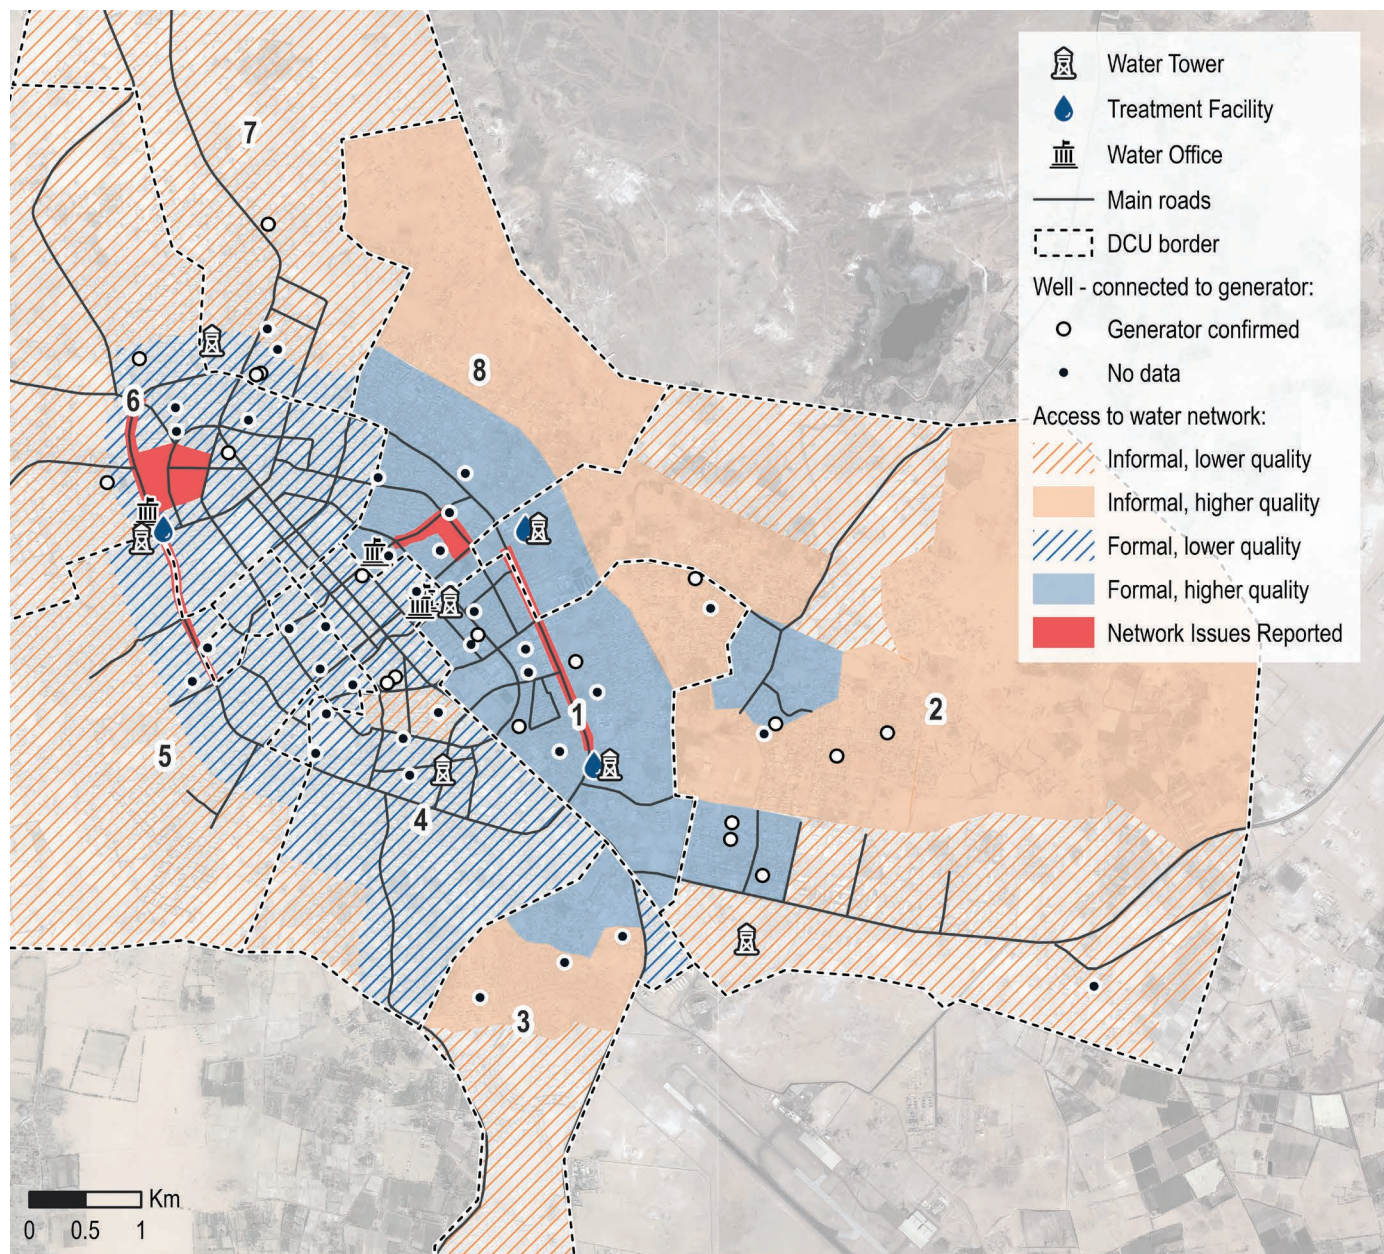 Water Tower
Treatment Facility
Water Office
Main roads
DCU border
Well - connected to generator:
Generator confirmed
No data
Access to water network:
Informal, lower quality
Informal, higher quality
Formal, lower quality
Formal, higher quality
Network Issues Reported
7
8
6
2
1
5
4
3
Km
0 0.5 1